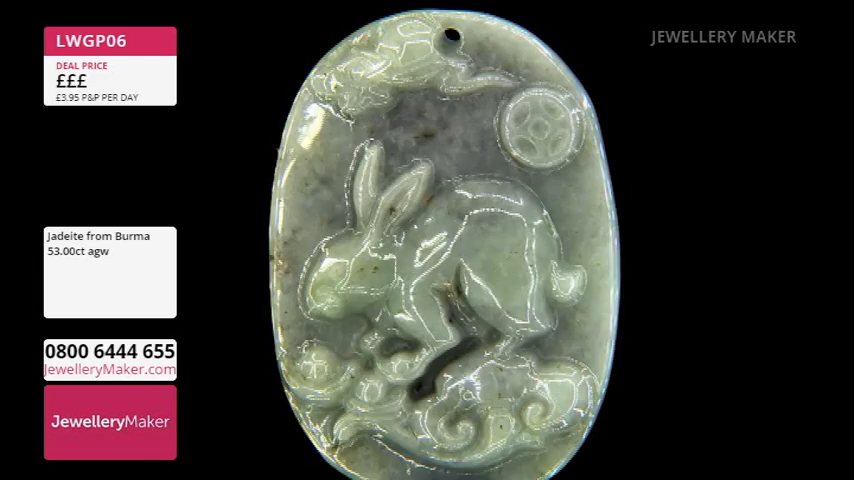 LWGP06
DEAL PRICE
£££
£3.95 P&P PER DAY
JEWELLERY MAKER
Jadeite from Burma
53.00ct agw
0800 6444 655
JewelleryMaker.com
JewelleryMaker